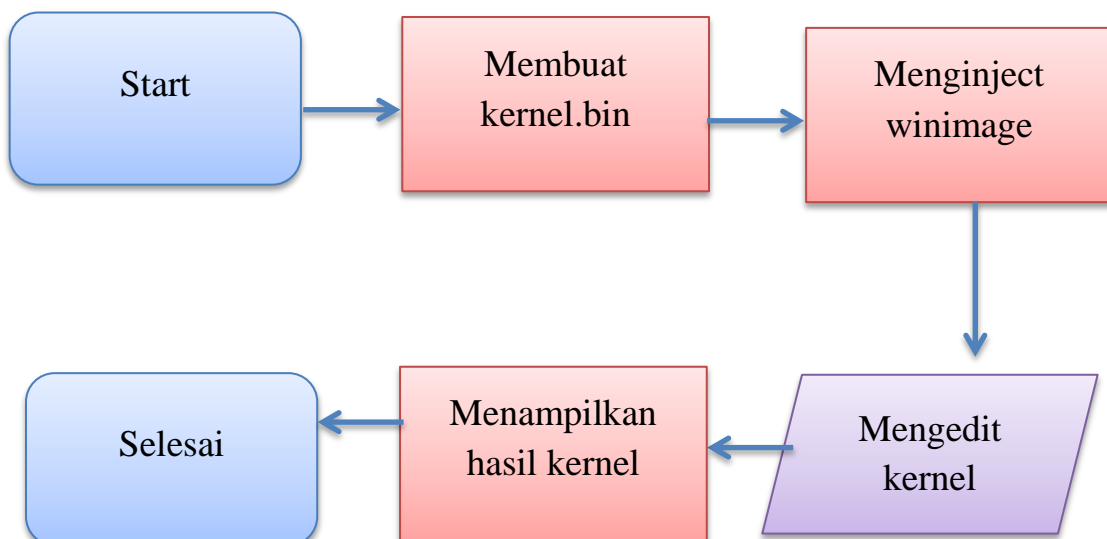 Start
Membuat
kernel.bin
Menginject
winimage
Mengedit
kernel
Menampilkan
hasil kernel
Selesai